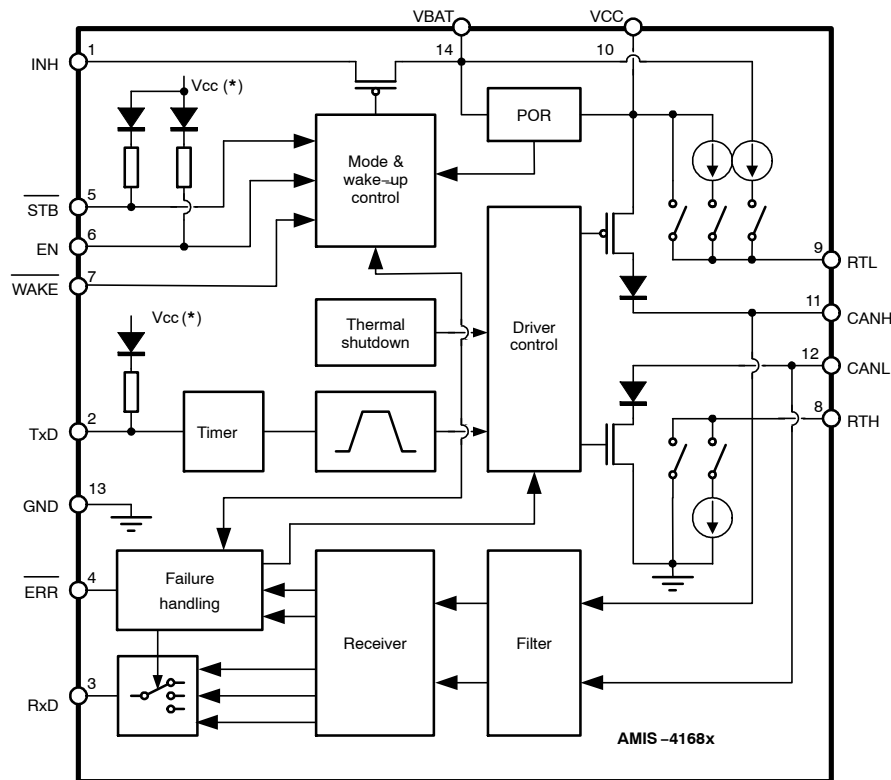 VBAT
VCC
INH
1
14
10
Vcc (*)
POR
Mode &
wake-up
control
5
STB
6
EN
7
WAKE
9
RTL
11
CANH
Vcc (*)
Thermal
shutdown
Driver
control
12
CANL
8
RTH
2
TxD
Timer
13
GND
4
ERR
Failure
handling
Receiver
Filter
3
RxD
AMIS -4168x